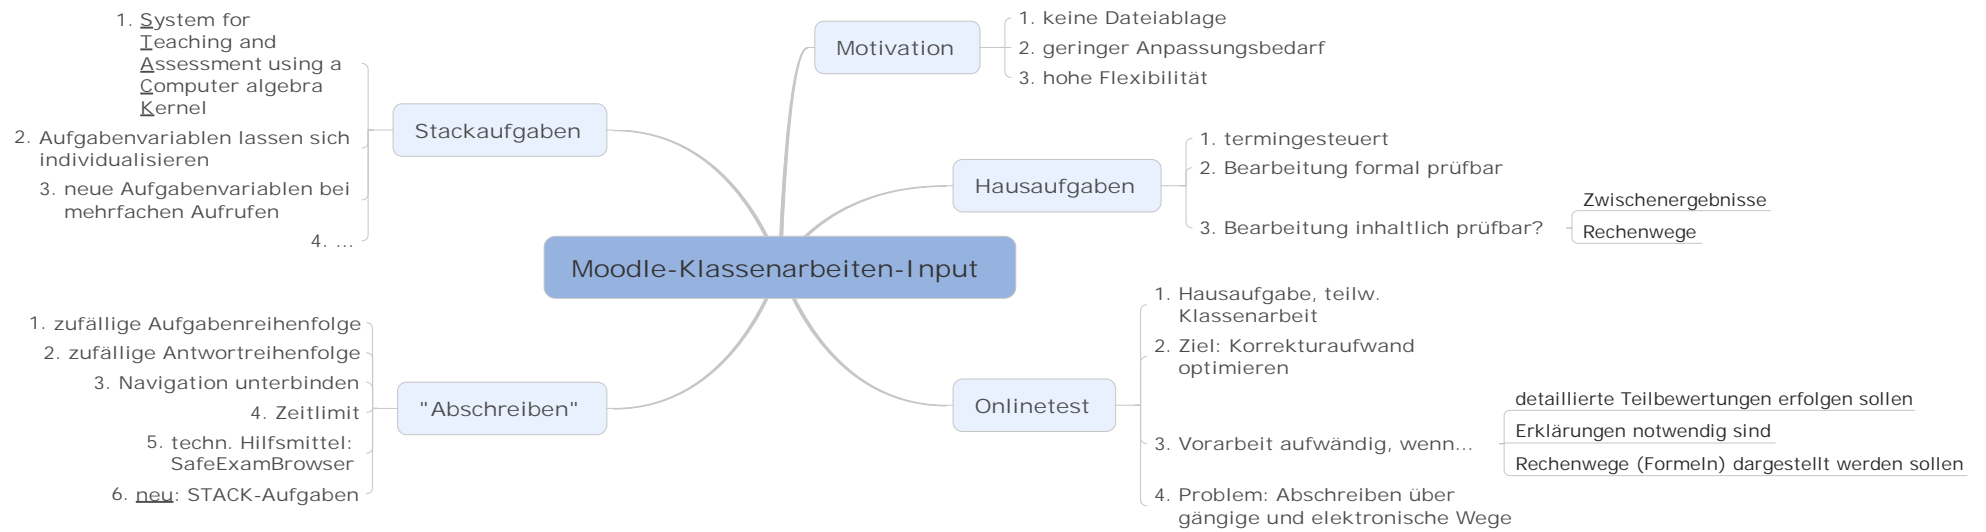 Moodle-Klassenarbeiten-Input
Motivation
1. keine Dateiablage
2. geringer Anpassungsbedarf
3. hohe Flexibilität
Hausaufgaben
1. termingesteuert
2. Bearbeitung formal prüfbar
3. Bearbeitung inhaltlich prüfbar?
Zwischenergebnisse
Rechenwege
Onlinetest
1. Hausaufgabe, teilw.
Klassenarbeit
2. Ziel: Korrekturaufwand
optimieren
3. Vorarbeit aufwändig, wenn...
detaillierte Teilbewertungen erfolgen sollen
Erklärungen notwendig sind
Rechenwege (Formeln) dargestellt werden sollen
4. Problem: Abschreiben über
gängige und elektronische Wege
Stackaufgaben
1. System for
Teaching and
Assessment using a
Computer algebra
Kernel
2. Aufgabenvariablen lassen sich
individualisieren
3. neue Aufgabenvariablen bei
mehrfachen Aufrufen
4. ...
"Abschreiben"
1. zufällige Aufgabenreihenfolge
2. zufällige Antwortreihenfolge
3. Navigation unterbinden
4. Zeitlimit
5. techn. Hilfsmittel:
SafeExamBrowser
6. neu: STACK-Aufgaben